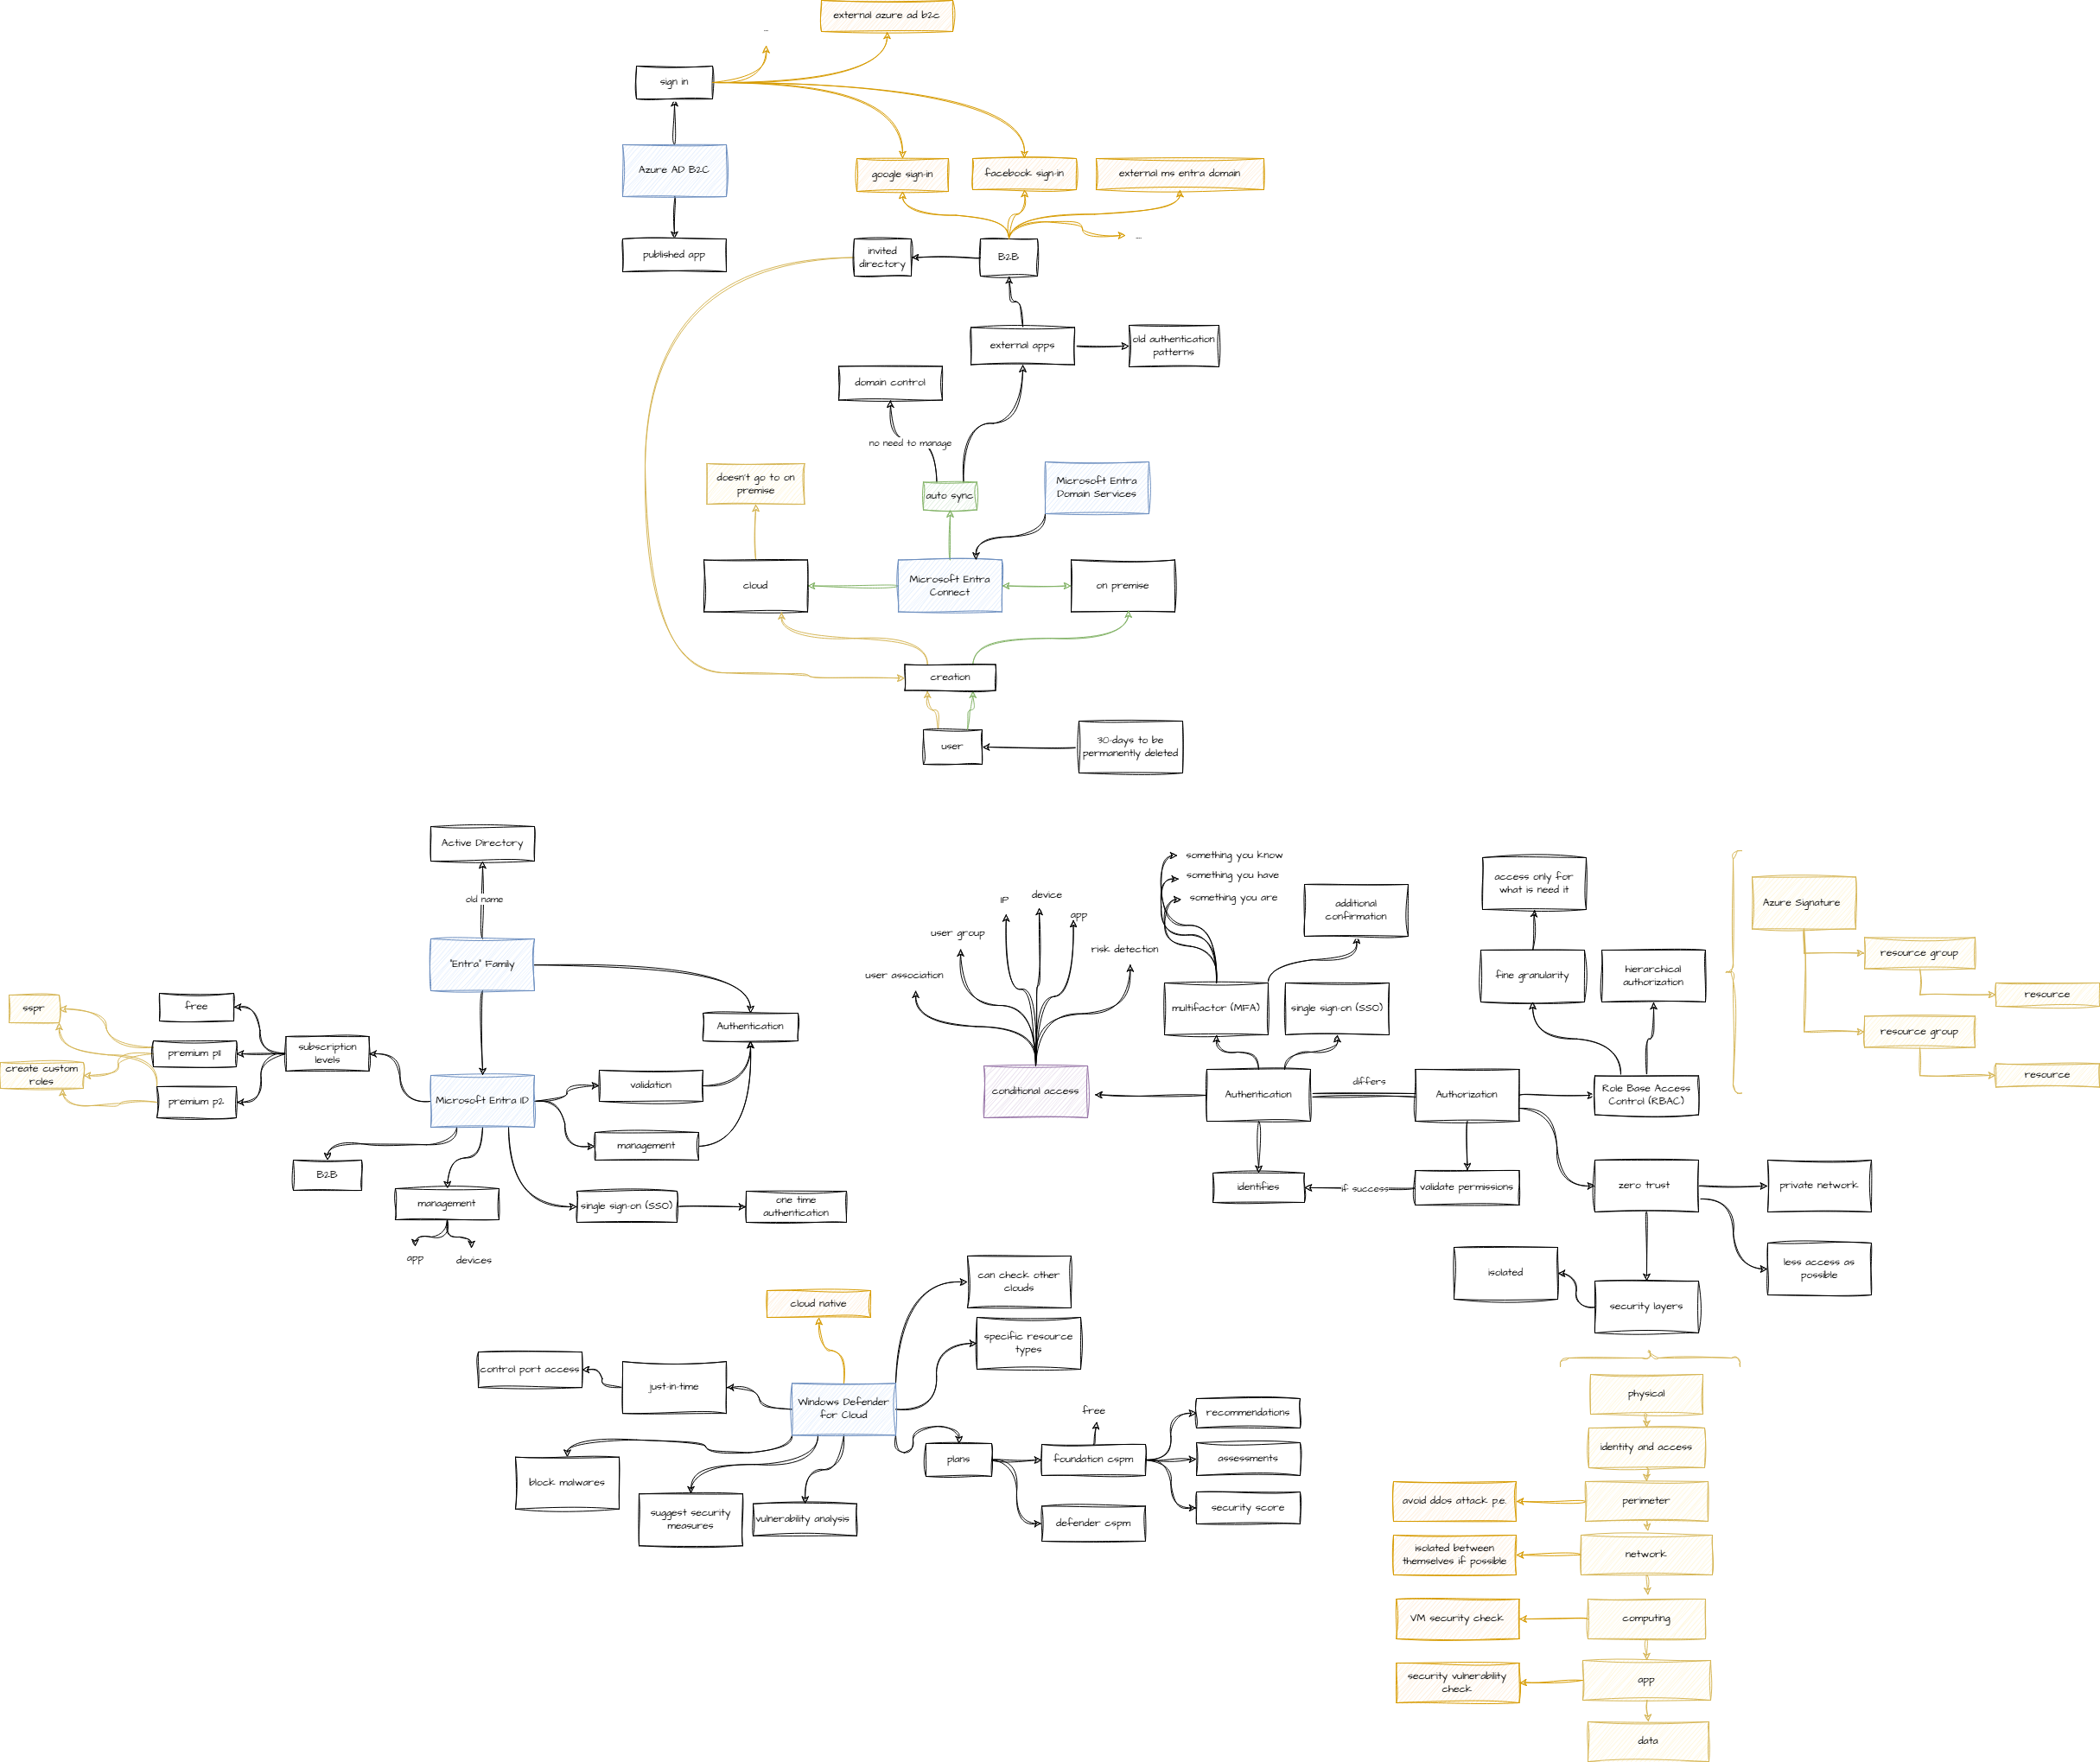 external azure ad b2c
...
sign in
Azure AD B2C
google sign-in
facebook sign-in
external ms entra domain
....
published app
invited
directory
B2B
external apps
old authentication
patterns
domain control
no need to manage
doesn't go to on
premise
auto sync
Microsoft Entra
Domain Services
cloud
Microsoft Entra
Connect
on premise
creation
user
30-days to be
permanently deleted
Active Directory
old name
"Entra" Family
Authentication
sspr
free
premium p11
create custom
roles
premium p2
subscription
levels
Microsoft Entra ID
validation
management
B2B
management
app
devices
single sign-on (SSO)
one time
authentication
something you know
something you have
something you are
IP
device
app
user group
risk detection
user association
additional
confirmation
multifactor (MFA)
single sign-on (SSO)
conditional access
Authentication
differs
Authorization
identifies
if success
validate permissions
access only for
what is need it
fine granularity
hierarchical
authorization
Role Base Access
Control (RBAC)
Azure Signature
resource group
resource
resource group
resource
zero trust
private network
less access as
possible
isolated
security layers
cloud native
can check other
clouds
specific resource
types
control port access
just-in-time
Windows Defender
for Cloud
block malwares
suggest security
measures
vulnerability analysis
plans
free
foundation cspm
defender cspm
recommendations
assessments
security score
physical
identity and access
avoid ddos attack p.e.
perimeter
isolated between
themselves if possible
network
VM security check
computing
security vulnerability
check
app
data